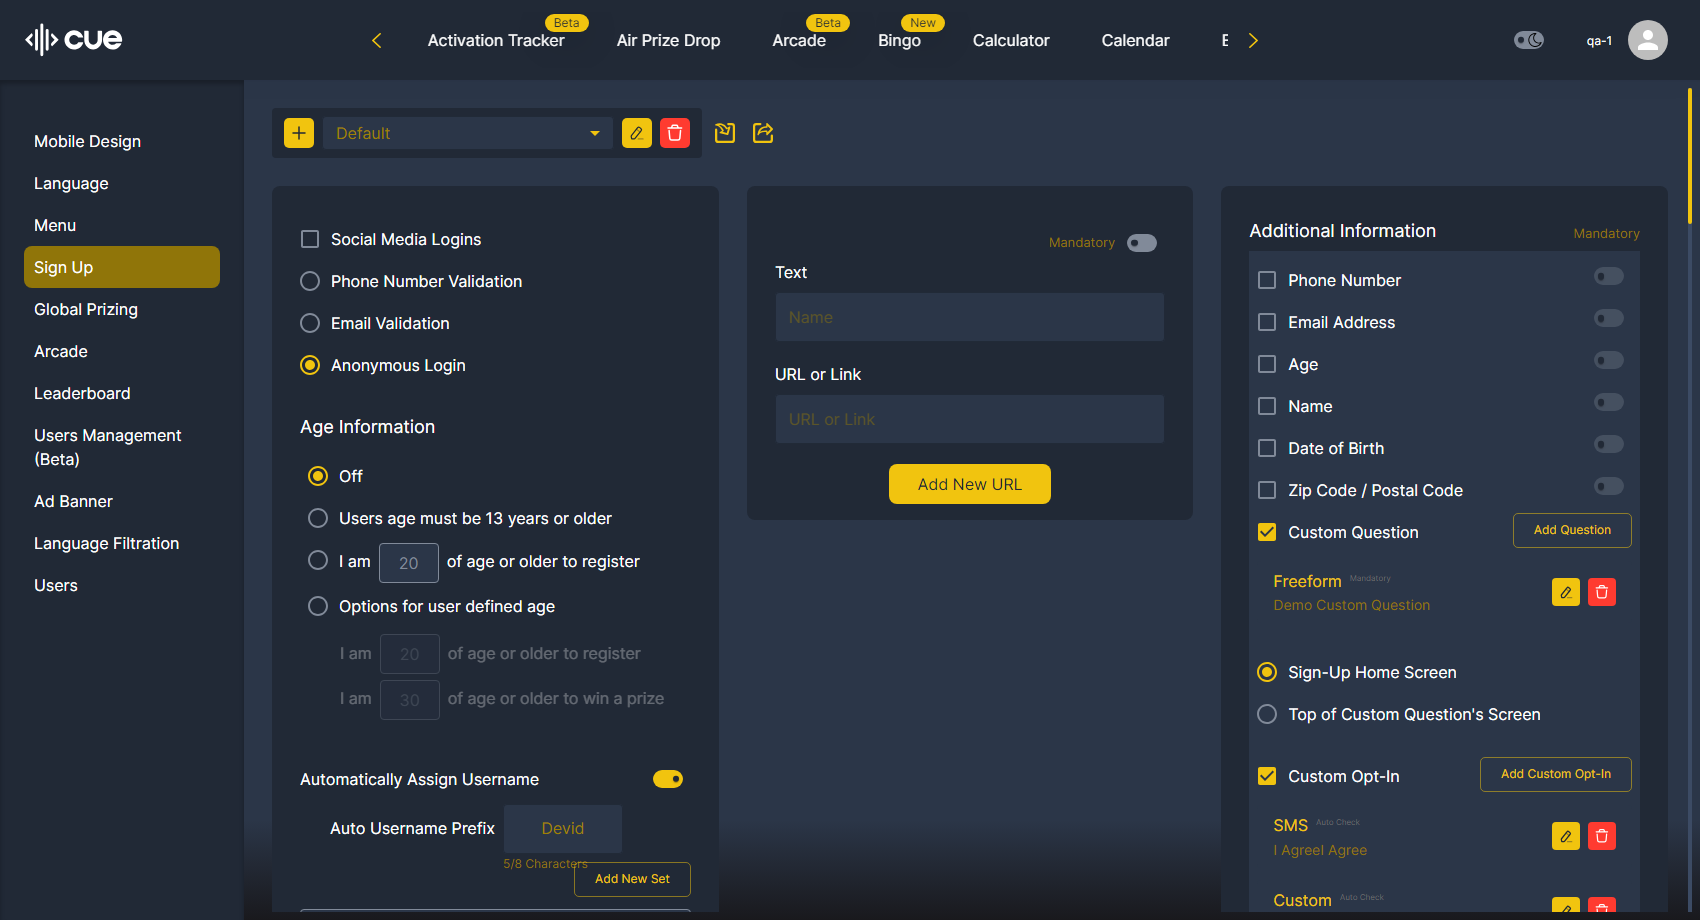 cue
Activation Tracker
Beta
Air Prize Drop
Arcade
Beta
Bingo
New
Calculator
Calendar
qa-1
Mobile Design
Language
Menu
Sign Up
Global Prizing
Arcade
Leaderboard
Users Management
(Beta)
Ad Banner
Language Filtration
Users
Default
Social Media Logins
Phone Number Validation
Email Validation
Anonymous Login
Age Information
Off
Users age must be 13 years or older
I am 20 of age or older to register
Options for user defined age
I am 20 of age or older to register
I am 30 of age or older to win a prize
Automatically Assign Username
Auto Username Prefix Devid
5/8 Characters
Add New Set
Mandatory
Text
Name
URL or Link
URL or Link
Add New URL
Additional Information Mandatory
Phone Number
Email Address
Age
Name
Date of Birth
Zip Code / Postal Code
Custom Question Add Question
Freeform Mandatory
Demo Custom Question
Sign-Up Home Screen
Top of Custom Question's Screen
Custom Opt-In Add Custom Opt-In
SMS Auto Check
I AgreeI Agree
Custom Auto Check